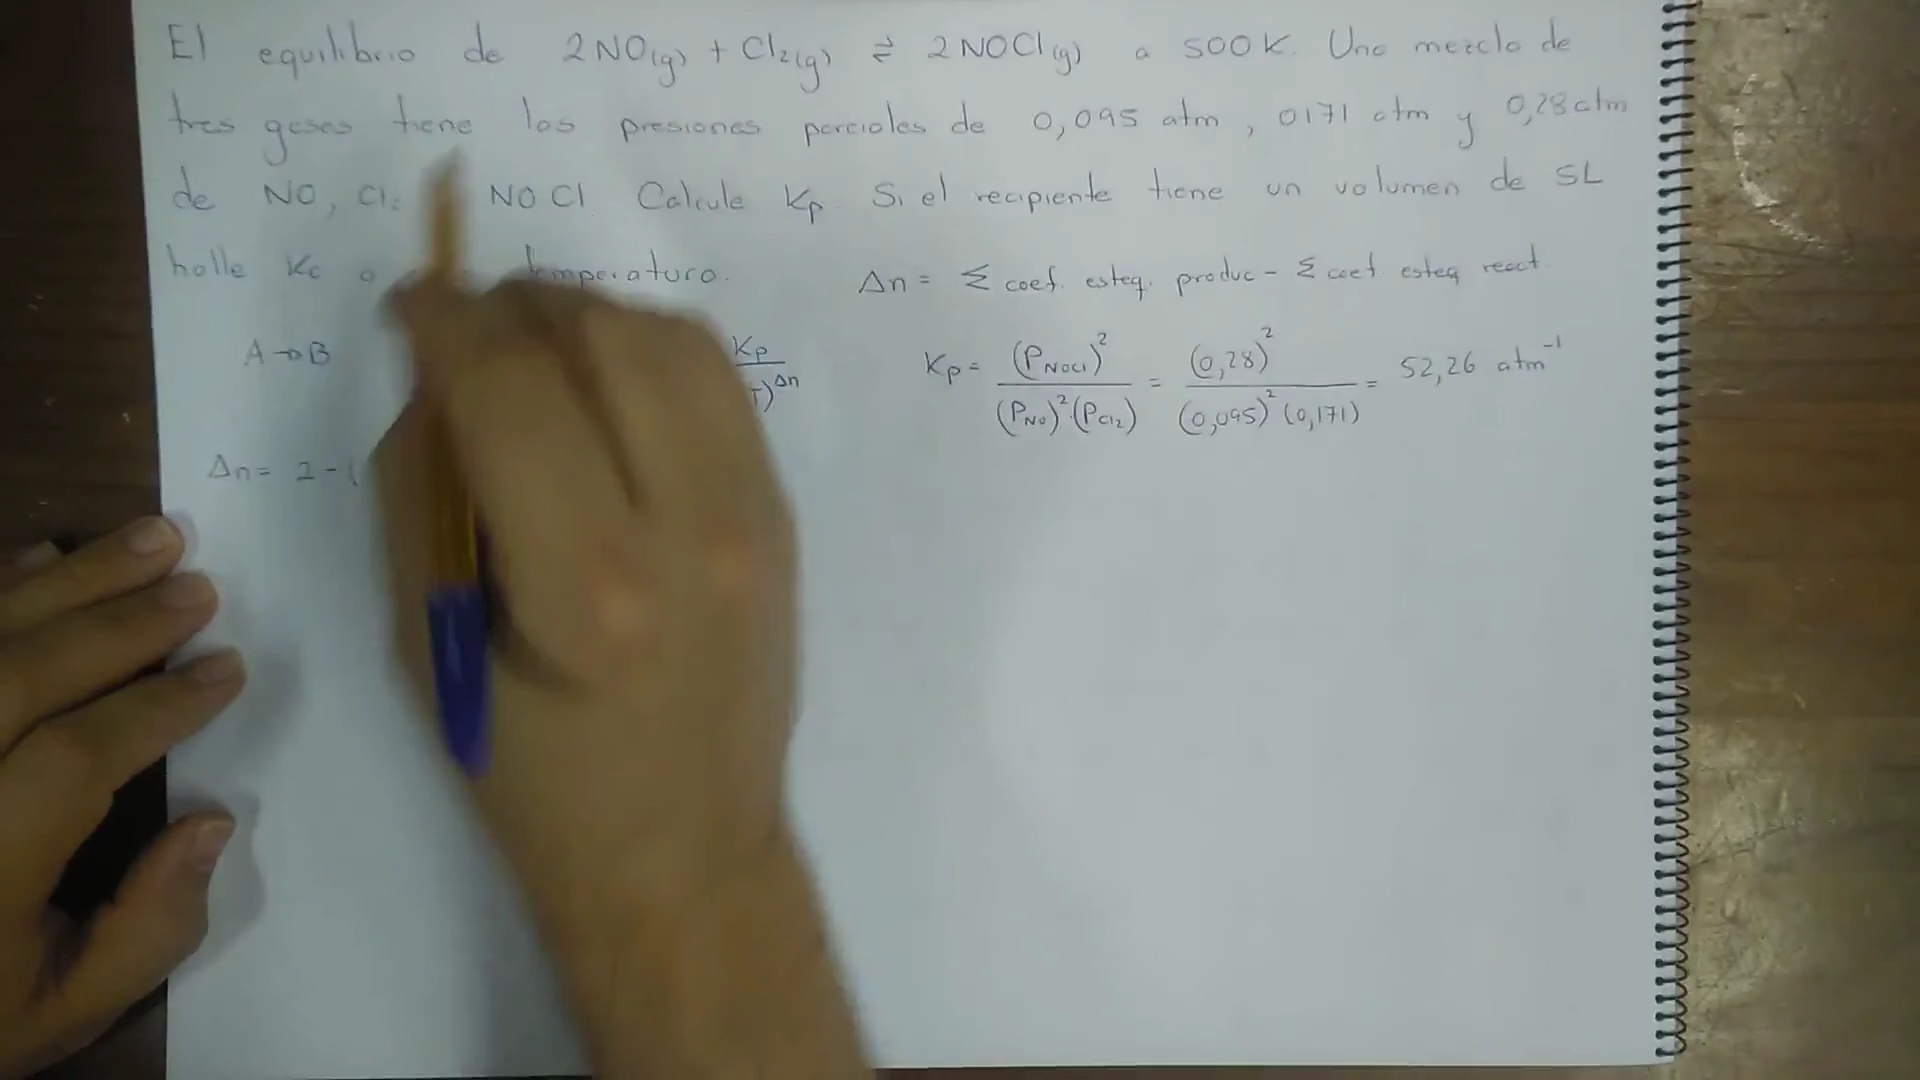 El equilibrio de 2NO(g) + Cl2(g) ⇌ 2NOCl(g) a 500K. Una mezcla de
tres gases tiene las presiones parciales de 0,095 atm, 0171 atm y 0,28 atm
de NO, Cl2 NOCl Calcule Kp. Si el recipiente tiene un volumen de 5L
halle Kc a temperatura.
Δn = Σ coef. esteq. produc - Σ coef esteq react
A → B
Kp
T)^Δn
Kp = (P_NOCl)^2 / (P_NO)^2 (P_Cl2) = (0,28)^2 / (0,095)^2 (0,171) = 52,26 atm^-1
Δn = 2 - (